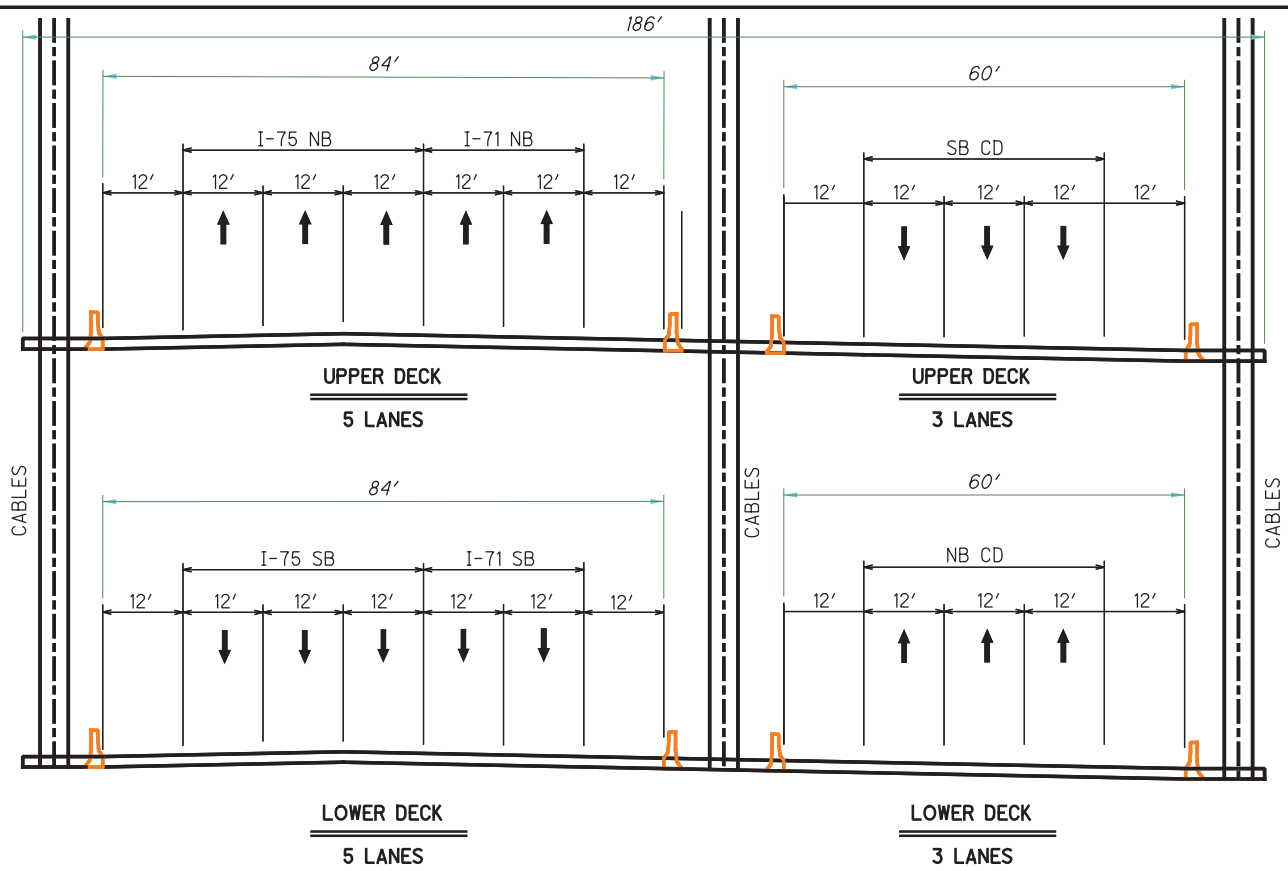 186′
84′
60′
I-75 NB
I-71 NB
SB CD
12′ 12′ 12′ 12′ 12′ 12′ 12′
12′ 12′ 12′ 12′ 12′
UPPER DECK
5 LANES
UPPER DECK
3 LANES
CABLES
CABLES
CABLES
84′
60′
I-75 SB
I-71 SB
NB CD
12′ 12′ 12′ 12′ 12′ 12′ 12′
12′ 12′ 12′ 12′ 12′
LOWER DECK
5 LANES
LOWER DECK
3 LANES